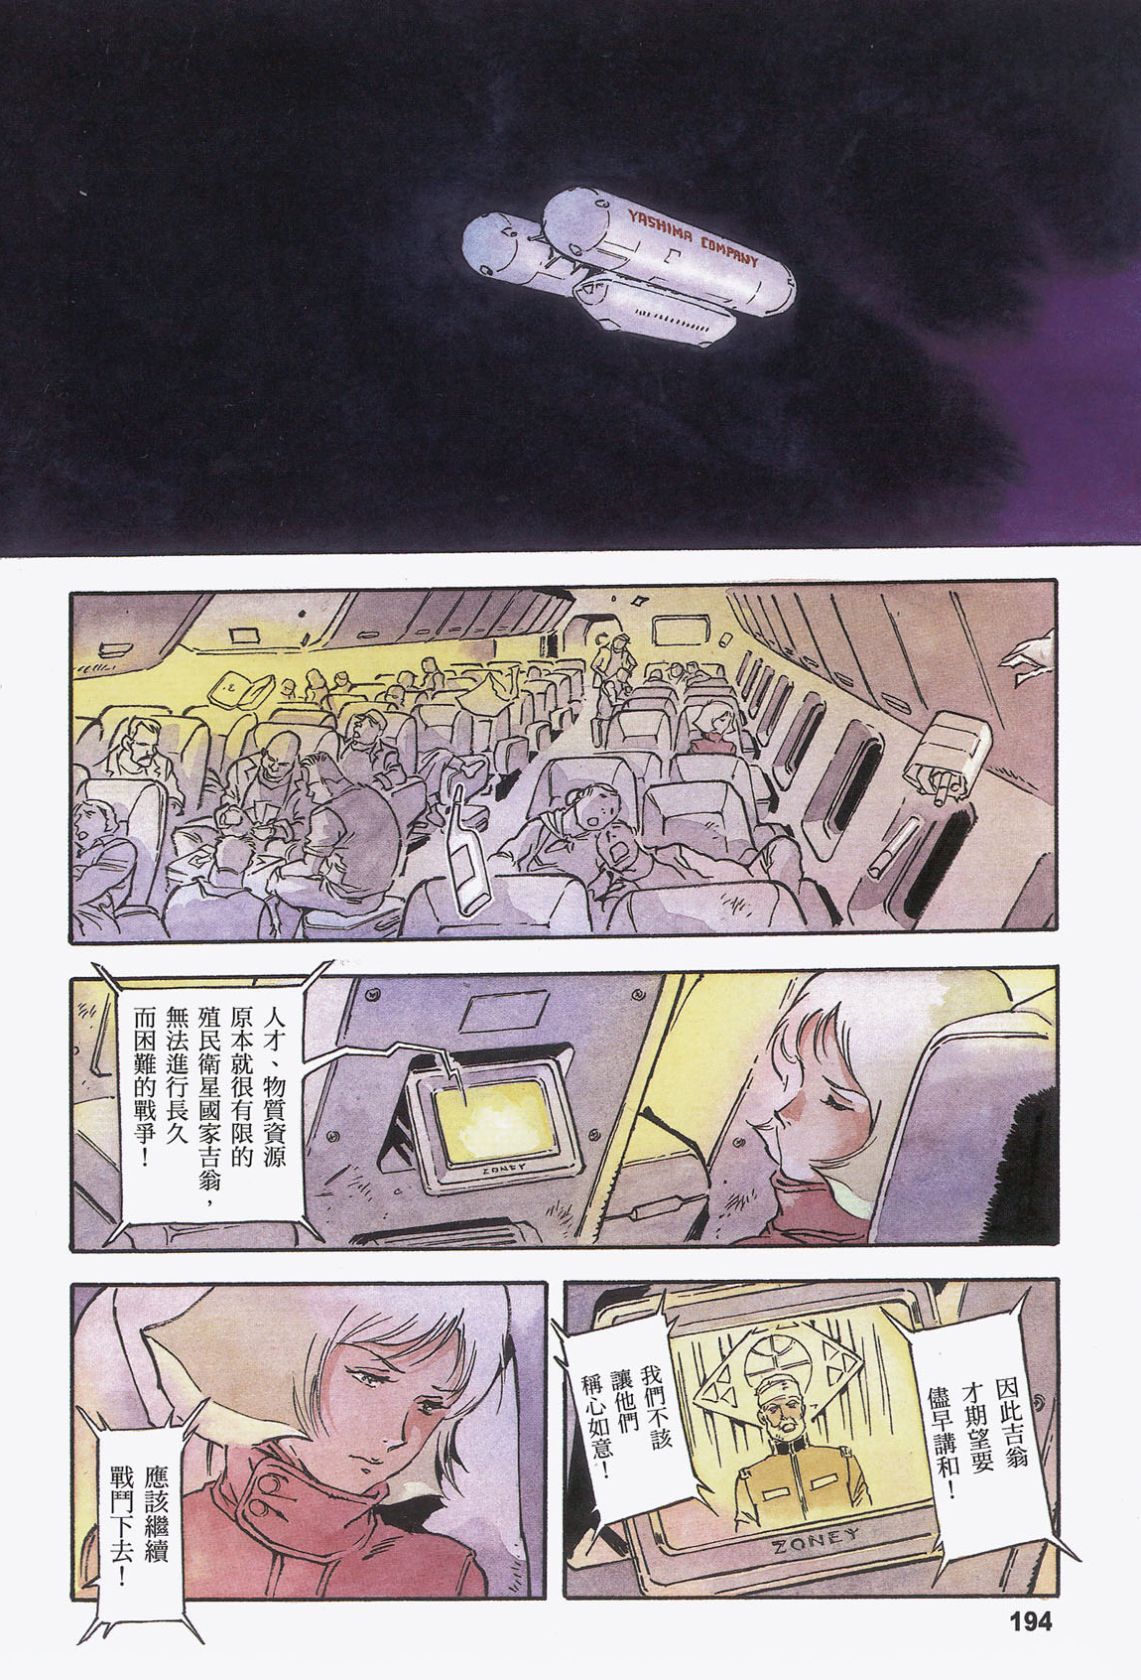 YASHIMA COMPANY
人才、物質資源
原本就很有限的
殖民衛星國家吉翁，
無法進行長久
而困難的戰爭！
ZONEY
因此吉翁
才期望要
儘早講和！
我們不該
讓他們
稱心如意！
ZONEY
應該繼續
戰鬥下去！
194